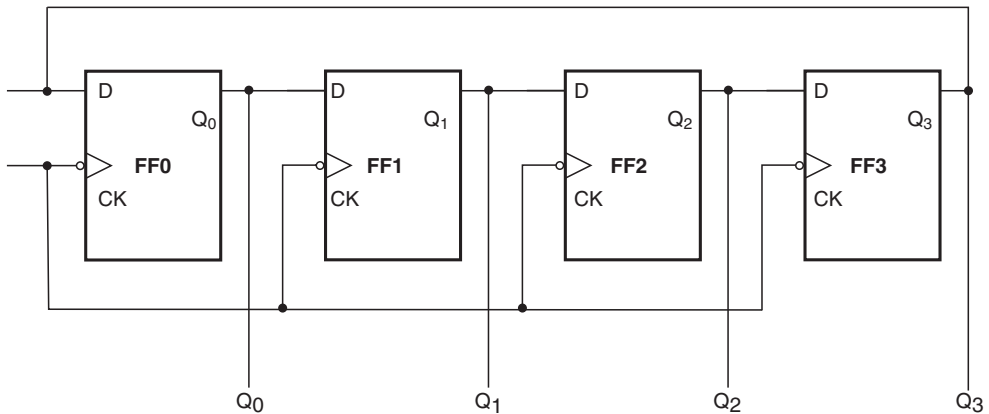 D D D D
Q0 Q1 Q2 Q3
FF0 FF1 FF2 FF3
CK CK CK CK
Q0 Q1 Q2 Q3